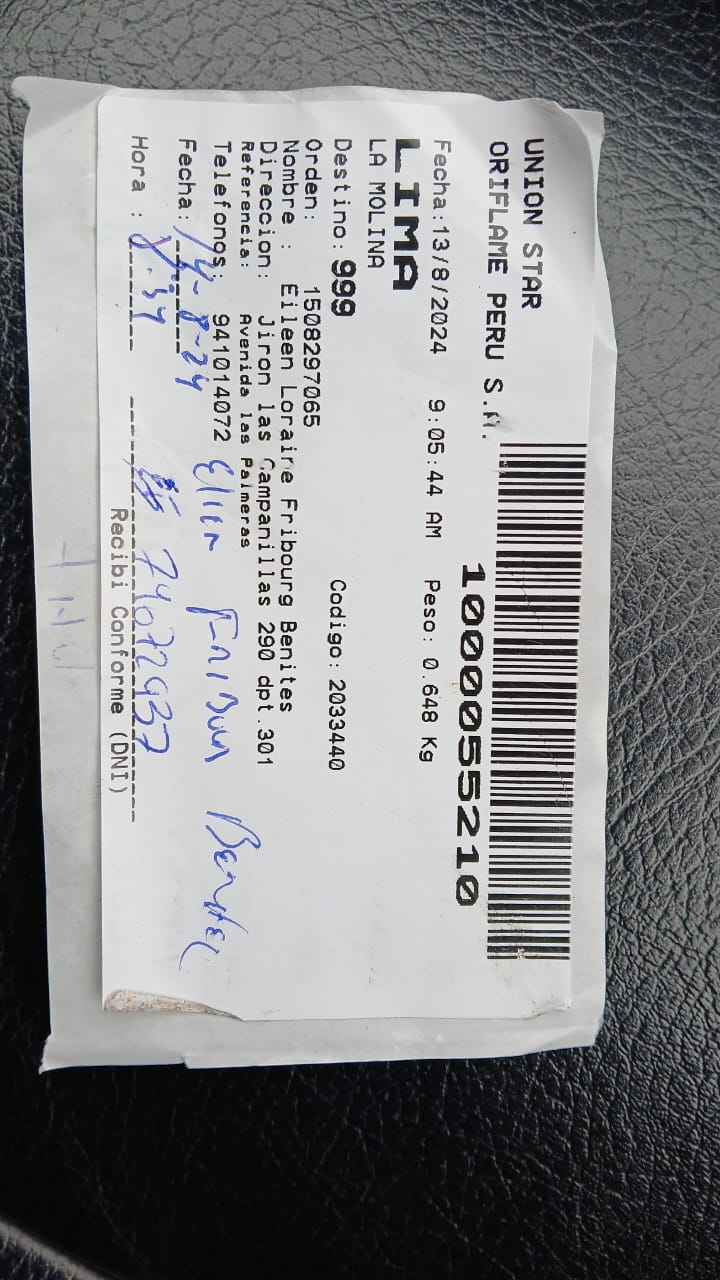 UNION STAR
ORIFLAME PERU S.A.
1000055210
Fecha:13/8/2024 9:05:44 AM Peso: 0.648 Kg
LIMA
LA MOLINA
Destino: 999 Codigo: 2033440
Orden: 1508297065
Nombre : Eileen Loraine Fribourg Benites
Direccion: Jiron las Campanillas 290 dpt.301
Referencia: Avenida las Palmeras
Telefonos: 941014072
Fecha: 14-8-24
Hora : 74072937
Recibi Conforme (DNI)